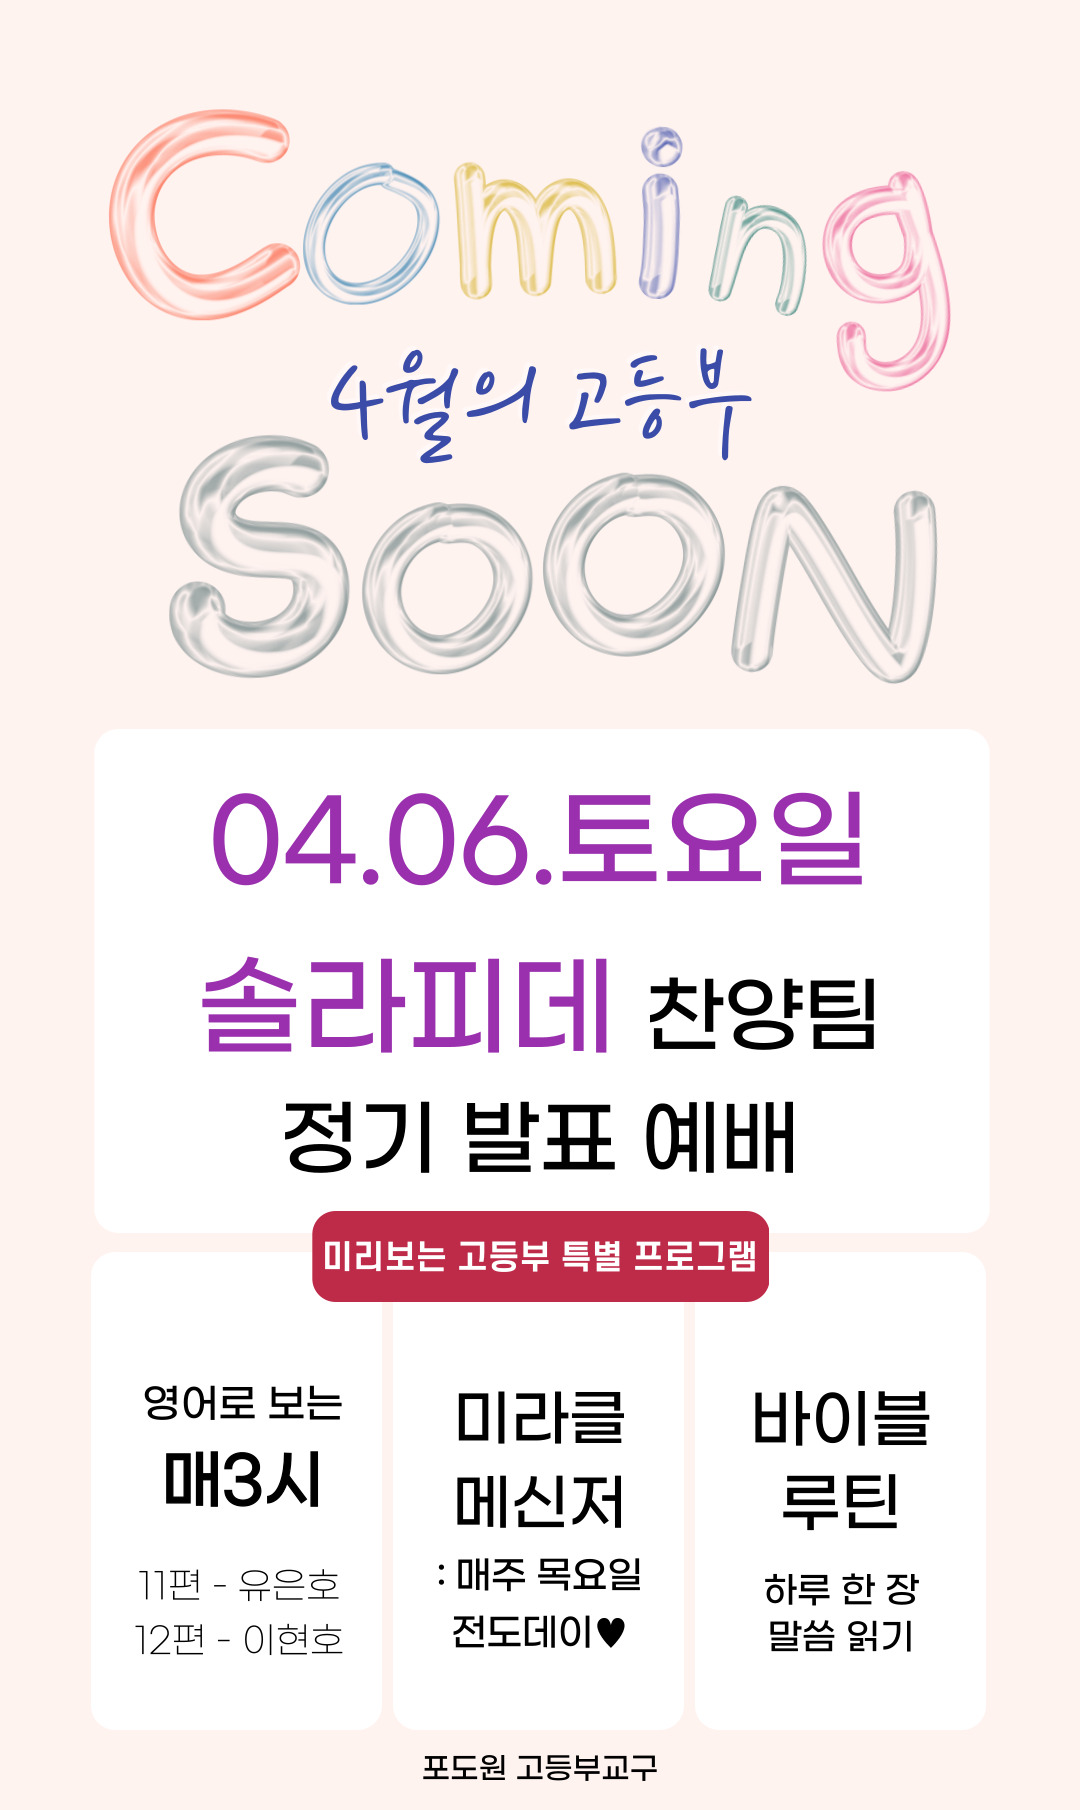 Coming
4월의 고등부
SOON
04.06.토요일
솔라피데 찬양팀
정기 발표 예배
미리보는 고등부 특별 프로그램
영어로 보는
매3시
11편 - 유은호
12편 - 이현호
미라클
메신저
: 매주 목요일
전도데이♥
바이블
루틴
하루 한 장
말씀 읽기
포도원 고등부교구